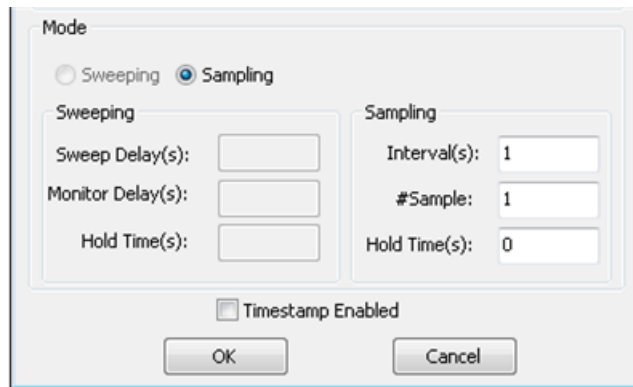 Mode
Sweeping Sampling
Sweeping
Sweep Delay(s):
Monitor Delay(s):
Hold Time(s):
Sampling
Interval(s): 1
#Sample: 1
Hold Time(s): 0
Timestamp Enabled
OK Cancel